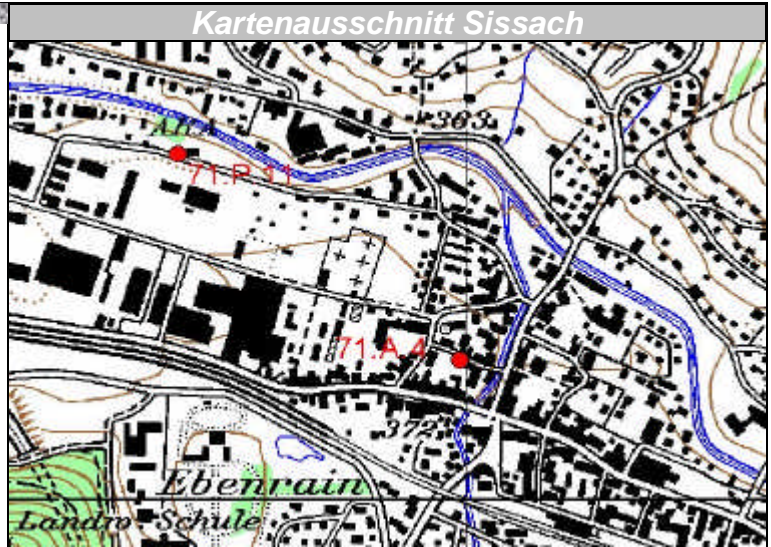 Kartenausschnitt Sissach
363
ARA
71.P.11
71.A.4
372
Ebenrain
Landw. Schule